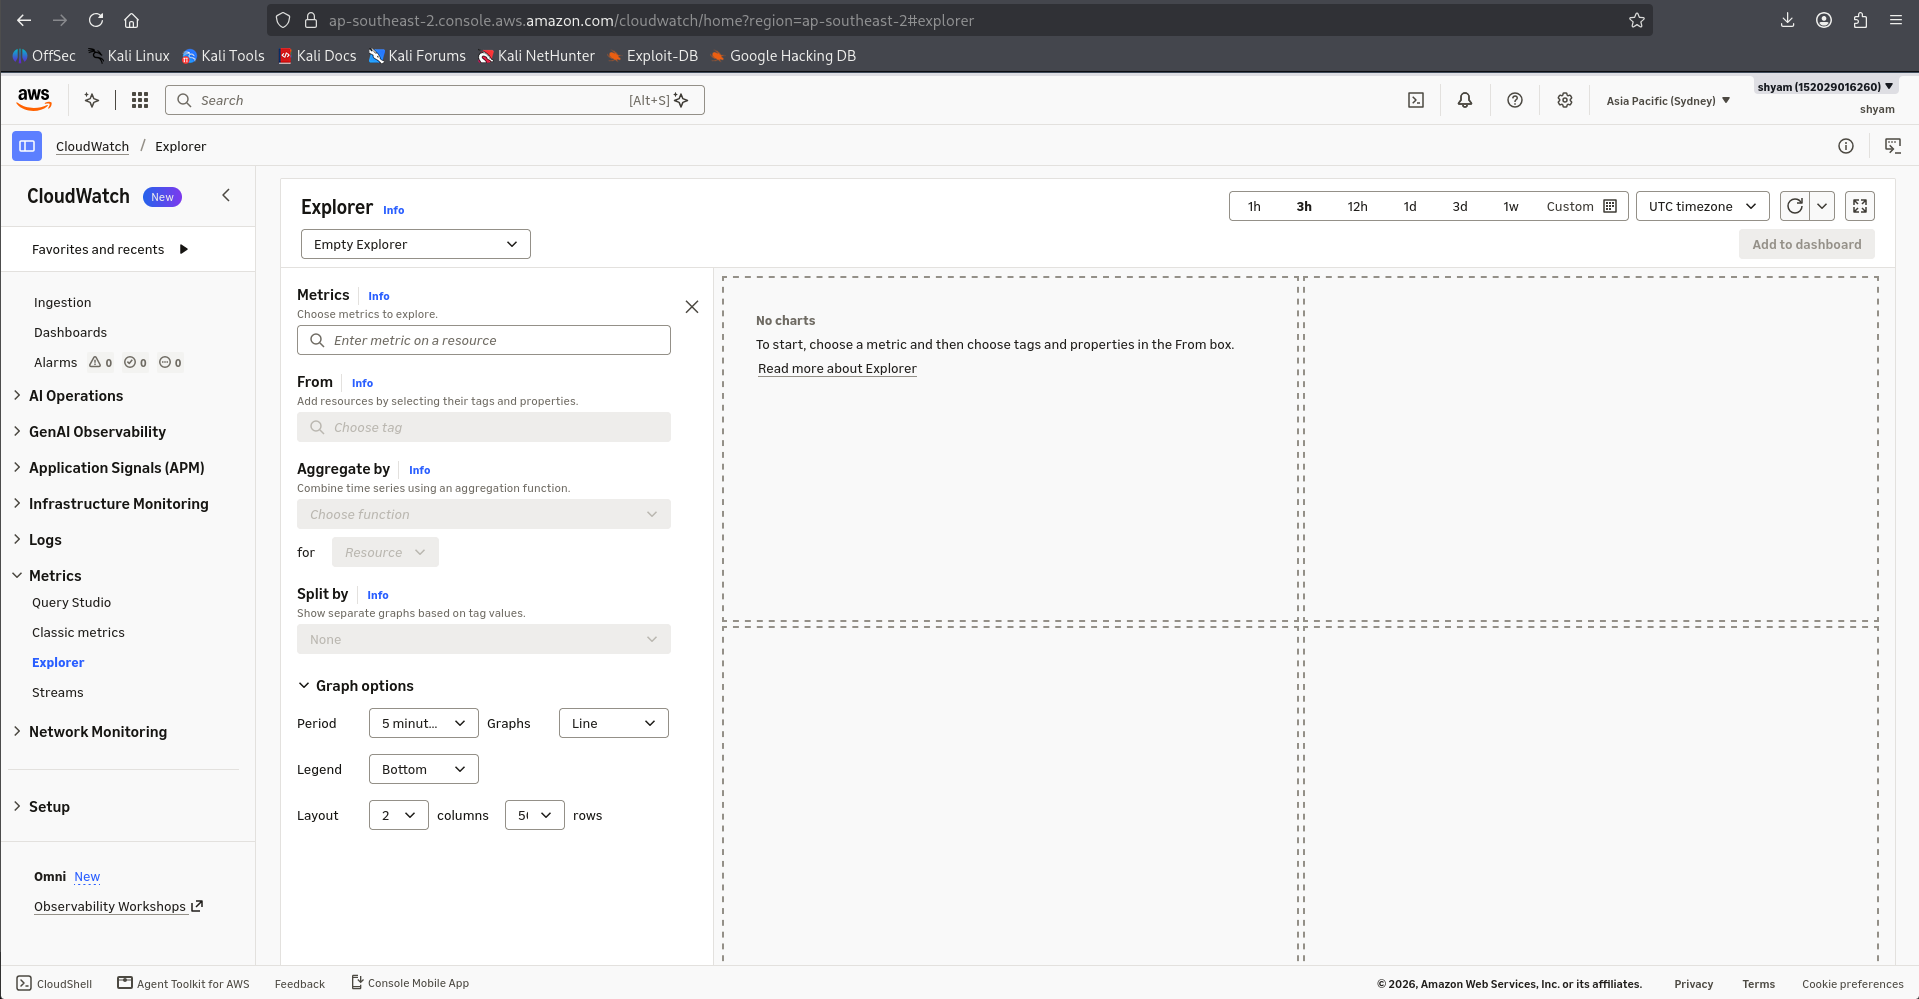 ap-southeast-2.console.aws.amazon.com/cloudwatch/home?region=ap-southeast-2#explorer
OffSec Kali Linux Kali Tools Kali Docs Kali Forums Kali NetHunter Exploit-DB Google Hacking DB
aws Search [Alt+S] Asia Pacific (Sydney) shyam (152029016260)
shyam
CloudWatch / Explorer
CloudWatch New
Favorites and recents
Ingestion
Dashboards
Alarms 0 0 0
AI Operations
GenAI Observability
Application Signals (APM)
Infrastructure Monitoring
Logs
Metrics
Query Studio
Classic metrics
Explorer
Streams
Network Monitoring
Setup
Omni New
Observability Workshops
Explorer Info
1h 3h 12h 1d 3d 1w Custom UTC timezone
Empty Explorer
Add to dashboard
Metrics Info
Choose metrics to explore.
Enter metric on a resource
From Info
Add resources by selecting their tags and properties.
Choose tag
Aggregate by Info
Combine time series using an aggregation function.
Choose function
for Resource
Split by Info
Show separate graphs based on tag values.
None
Graph options
Period 5 minut... Graphs Line
Legend Bottom
Layout 2 columns rows
No charts
To start, choose a metric and then choose tags and properties in the From box.
Read more about Explorer
CloudShell Agent Toolkit for AWS Feedback Console Mobile App
© 2026, Amazon Web Services, Inc. or its affiliates. Privacy Terms Cookie preferences